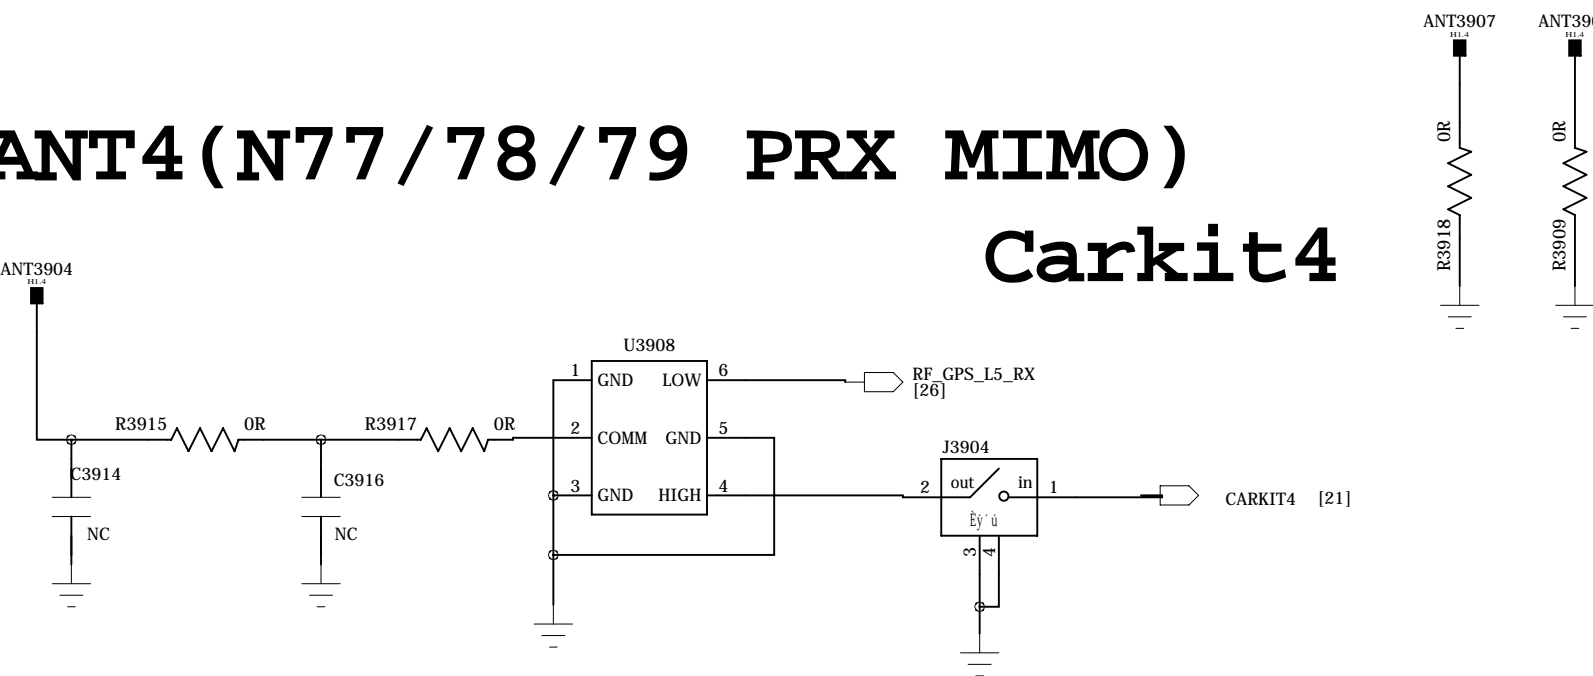 ANT3907
H1.4
H1.4
0R
0R
R3918
R3909
ANT4(N77/78/79 PRX MIMO)
Carkit4
ANT3904
H1.4
R3915 0R
R3917 0R
C3914
NC
C3916
NC
U3908
1 GND LOW 6
2 COMM GND 5
3 GND HIGH 4
RF_GPS_L5_RX
[26]
J3904
2 out in 1
Èý´ú
3 4
CARKIT4 [21]